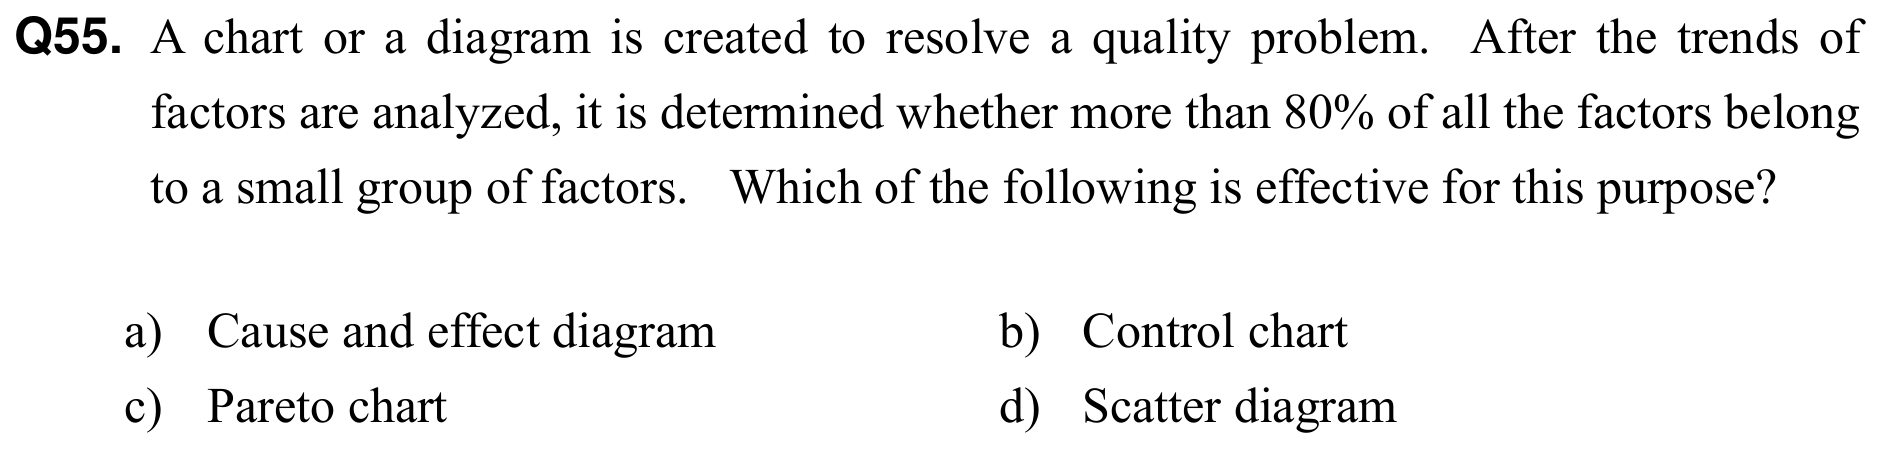 Q55. A chart or a diagram is created to resolve a quality problem. After the trends of
factors are analyzed, it is determined whether more than 80% of all the factors belong
to a small group of factors. Which of the following is effective for this purpose?
a) Cause and effect diagram b) Control chart
c) Pareto chart d) Scatter diagram